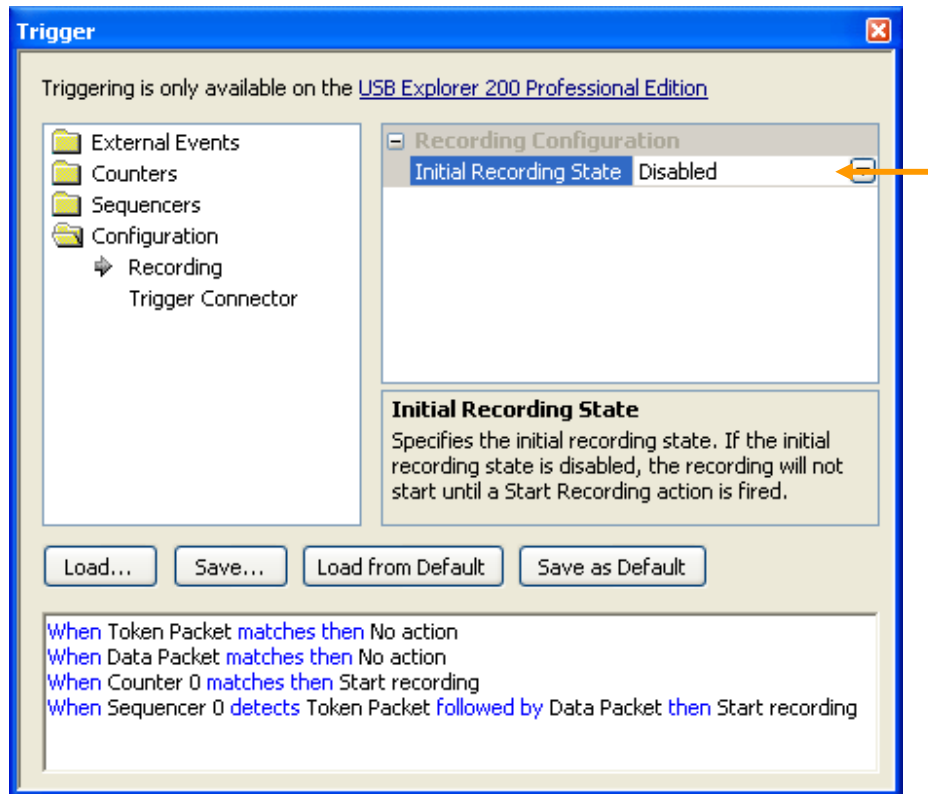 Trigger
Triggering is only available on the USB Explorer 200 Professional Edition
External Events
Counters
Sequencers
Configuration
Recording
Trigger Connector
Recording Configuration
Initial Recording State Disabled
Initial Recording State
Specifies the initial recording state. If the initial
recording state is disabled, the recording will not
start until a Start Recording action is fired.
Load... Save... Load from Default Save as Default
When Token Packet matches then No action
When Data Packet matches then No action
When Counter 0 matches then Start recording
When Sequencer 0 detects Token Packet followed by Data Packet then Start recording